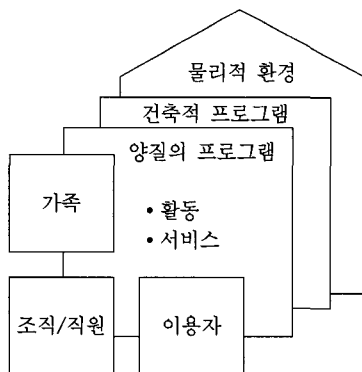 물리적 환경
건축적 프로그램
양질의 프로그램
가족
• 활동
• 서비스
조직/직원
이용자